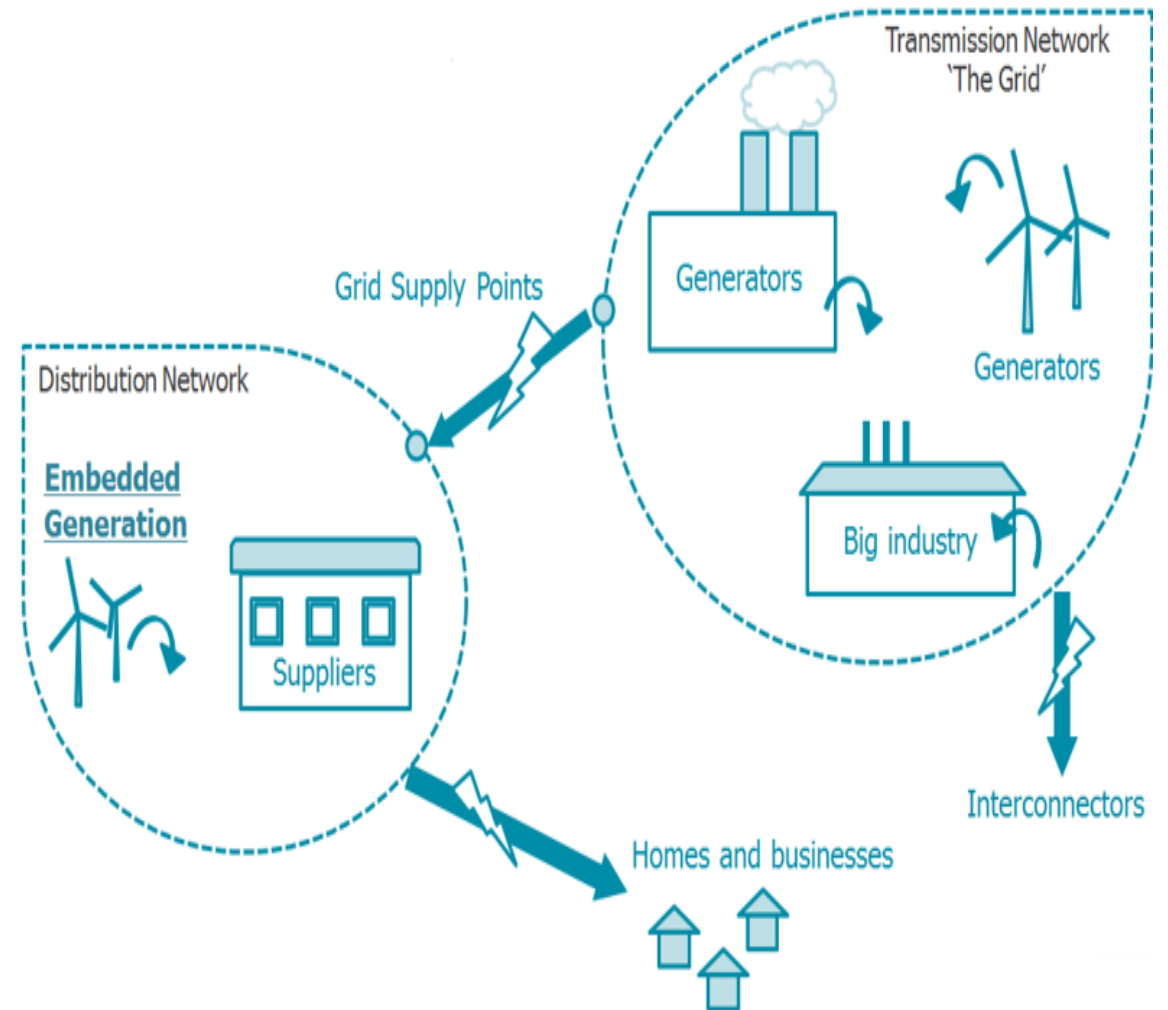 Transmission Network
‘The Grid’
Generators
Generators
Grid Supply Points
Distribution Network
Embedded
Generation
Suppliers
Big industry
Interconnectors
Homes and businesses